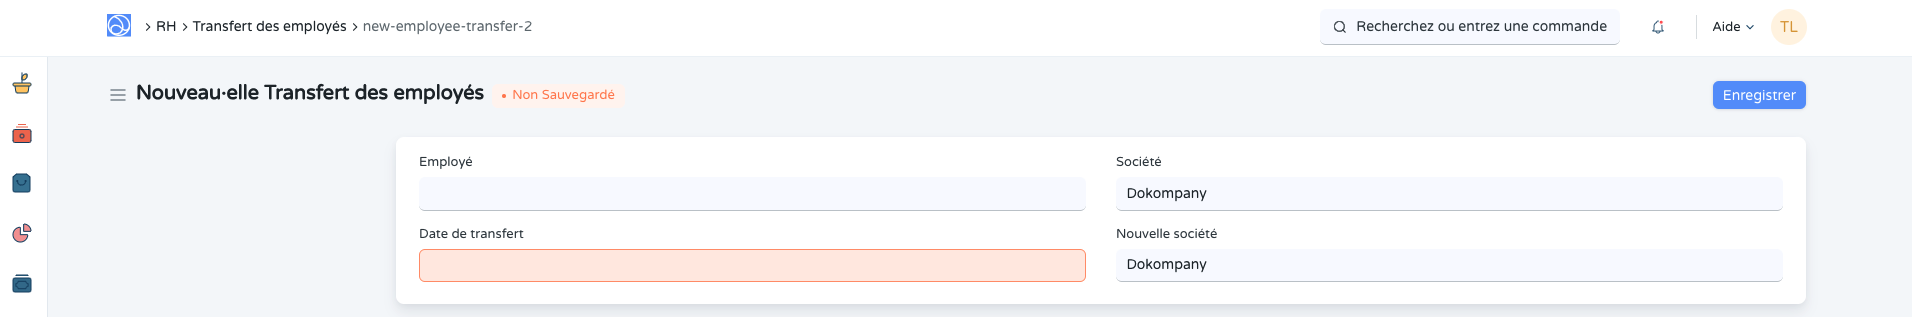 RH > Transfert des employés > new-employee-transfer-2
Recherchez ou entrez une commande
Aide
TL
Nouveau·elle Transfert des employés
• Non Sauvegardé
Enregistrer
Employé
Société
Dokompany
Date de transfert
Nouvelle société
Dokompany